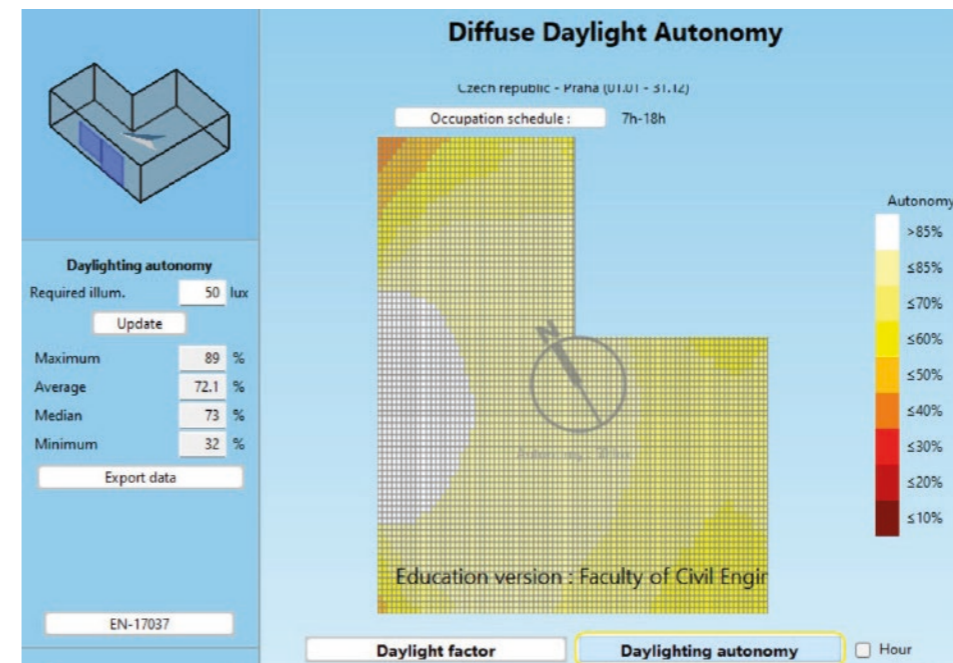 Diffuse Daylight Autonomy
Czech republic - Praha (01.01 - 31.12)
Occupation schedule : 7h-18h
N
Autonomy
>85%
≤85%
≤70%
≤60%
≤50%
≤40%
≤30%
≤20%
≤10%
Daylighting autonomy
Required illum. 50 lux
Update
Maximum 89 %
Average 72.1 %
Median 73 %
Minimum 32 %
Export data
EN-17037
Education version : Faculty of Civil Engir
Daylight factor
Daylighting autonomy
Hour